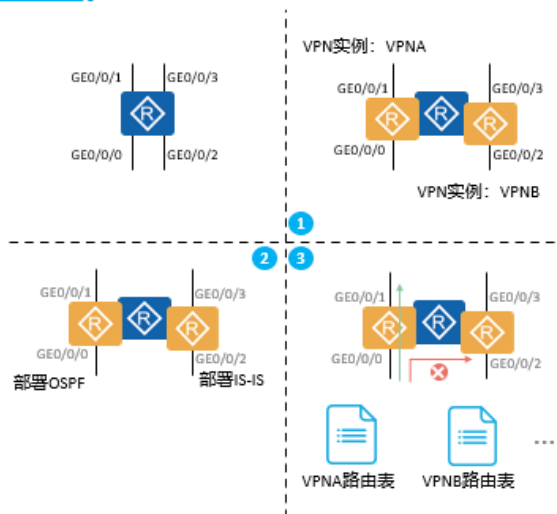 GE0/0/1 GE0/0/3
R
GE0/0/0 GE0/0/2
VPN实例：VPNA
GE0/0/1 GE0/0/3
R R R
GE0/0/0 GE0/0/2
VPN实例：VPNB
1
2 3
GE0/0/1 GE0/0/3
R R R
GE0/0/0 GE0/0/2
部署OSPF 部署IS-IS
GE0/0/1 GE0/0/3
R R R
GE0/0/0 GE0/0/2
VPNA路由表 VPNB路由表 ...